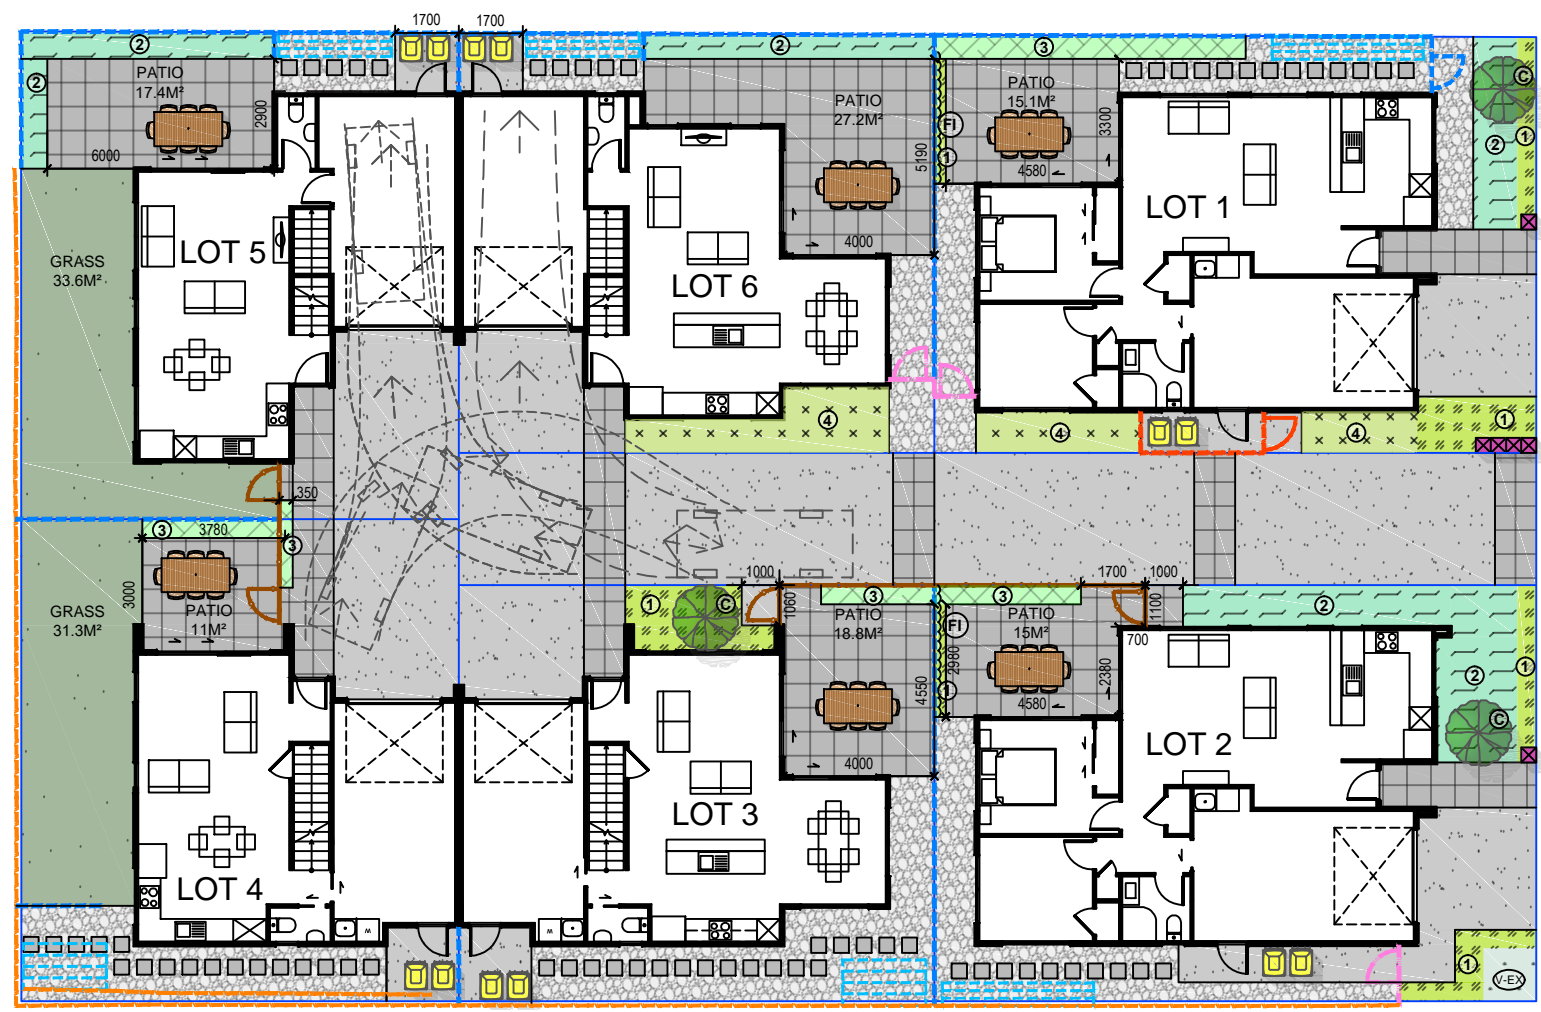 1700
1700
2
2
3
PATIO
17.4M²
2900
6000
2
PATIO
27.2M²
5190
4000
PATIO
15.1M²
3300
4580
FI
1
C
1
2
LOT 1
LOT 5
GRASS
33.6M²
LOT 6
4
4
4
1
350
3
3780
3
3000
PATIO
11M²
GRASS
31.3M²
1
C
1000
1060
3
PATIO
18.8M²
4550
4000
3
1700
1000
1100
700
PATIO
15M²
2980
2380
4580
FI
1
2
1
2
C
LOT 2
LOT 3
LOT 4
W
W
1
V-EX